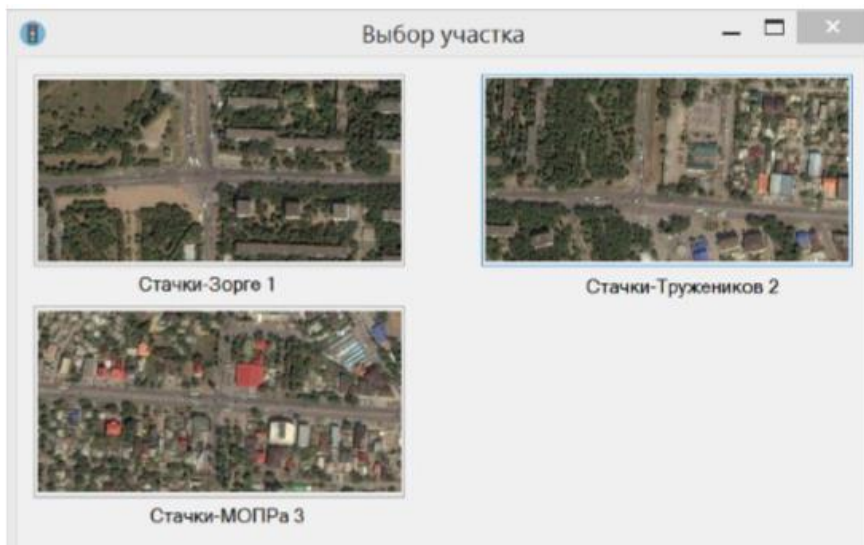 Выбор участка
Стачки-Зорге 1
Стачки-Тружеников 2
Стачки-МОПРа 3